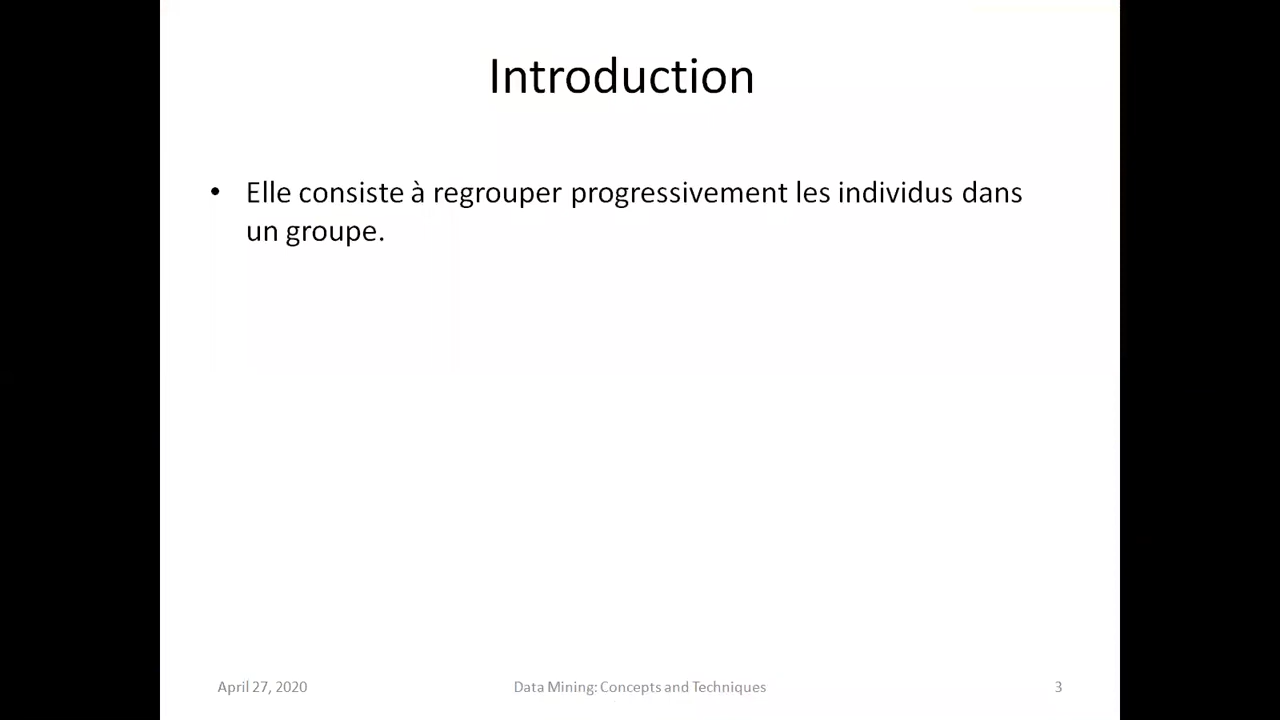 Introduction
• Elle consiste à regrouper progressivement les individus dans
un groupe.
April 27, 2020
Data Mining: Concepts and Techniques
3